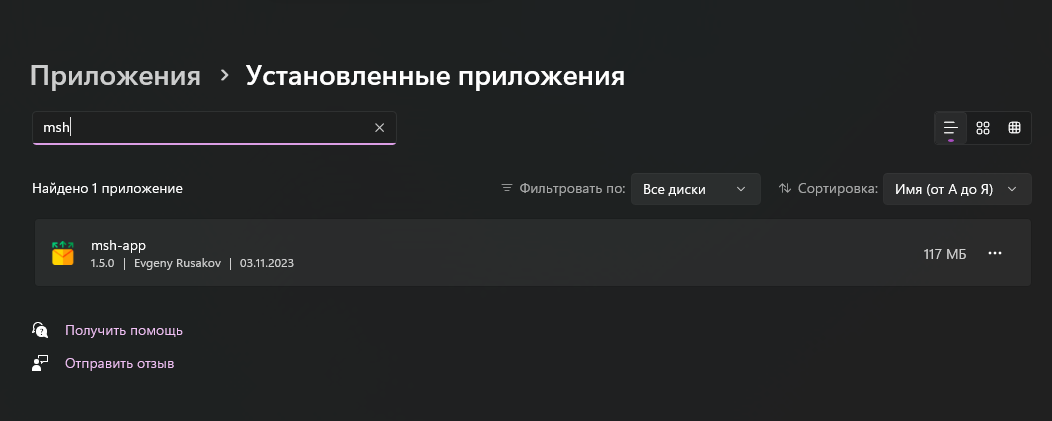 Приложения > Установленные приложения
msh
Найдено 1 приложение Фильтровать по: Все диски Сортировка: Имя (от А до Я)
msh-app
1.5.0 | Evgeny Rusakov | 03.11.2023
117 МБ
Получить помощь
Отправить отзыв